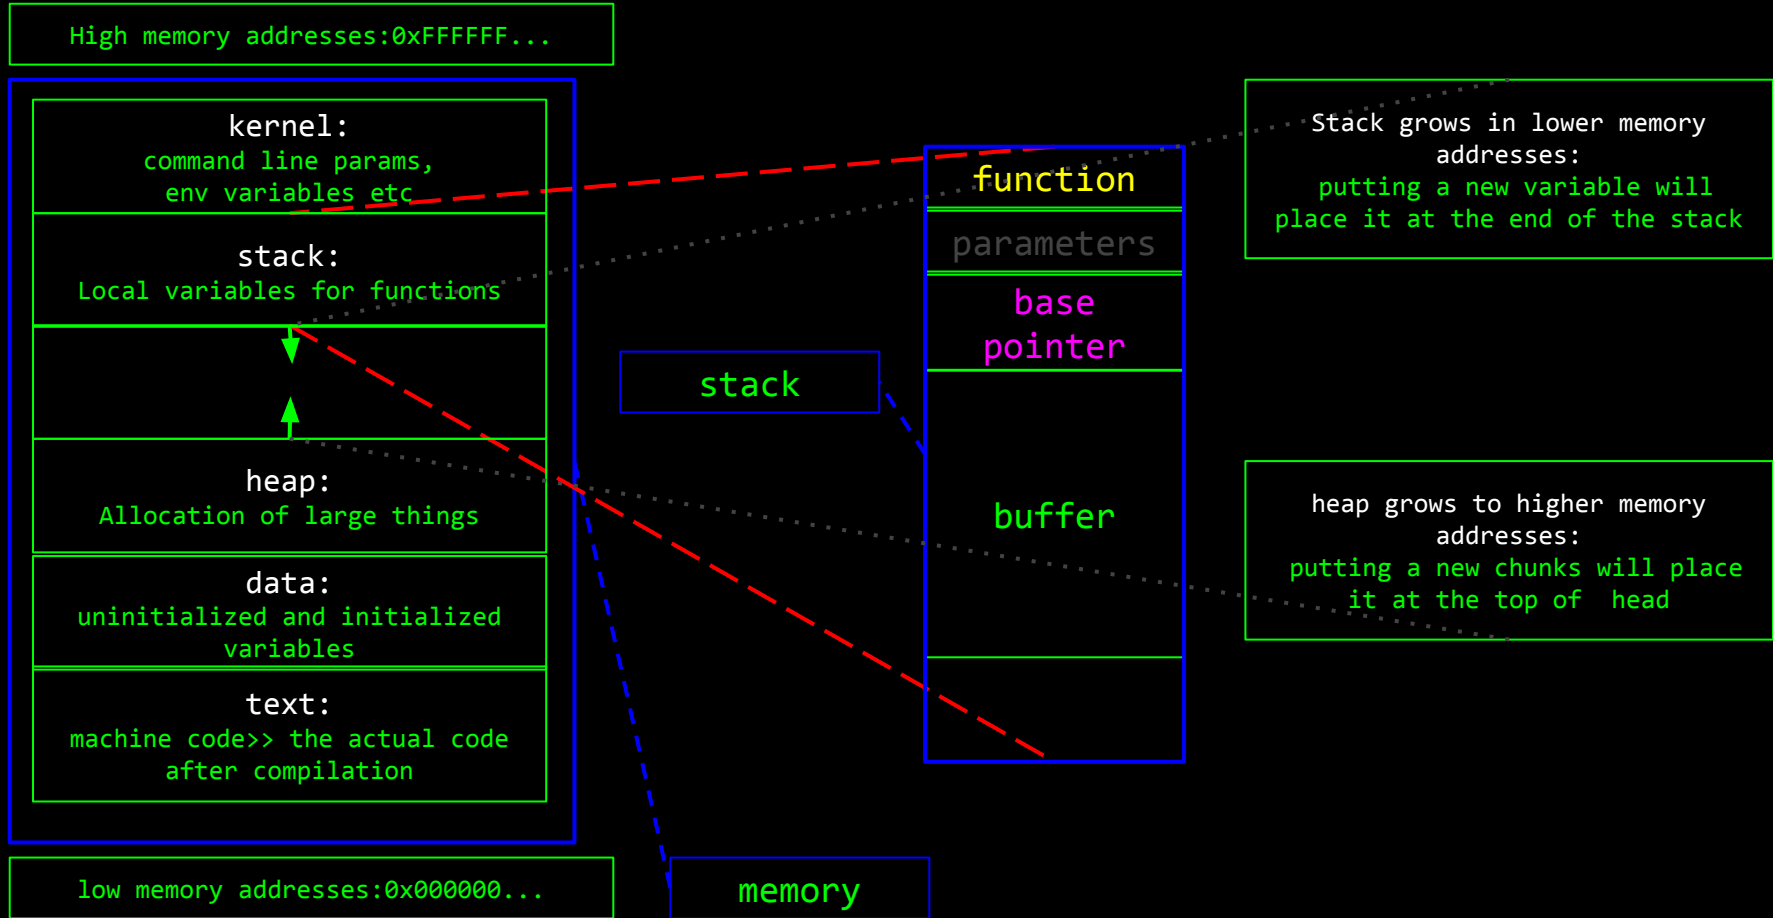 High memory addresses:0xFFFFFF...
kernel:
command line params,
env variables etc
stack:
Local variables for functions
heap:
Allocation of large things
data:
uninitialized and initialized
variables
text:
machine code>> the actual code
after compilation
low memory addresses:0x000000...
stack
memory
function
parameters
base
pointer
buffer
Stack grows in lower memory
addresses:
putting a new variable will
place it at the end of the stack
heap grows to higher memory
addresses:
putting a new chunks will place
it at the top of  head